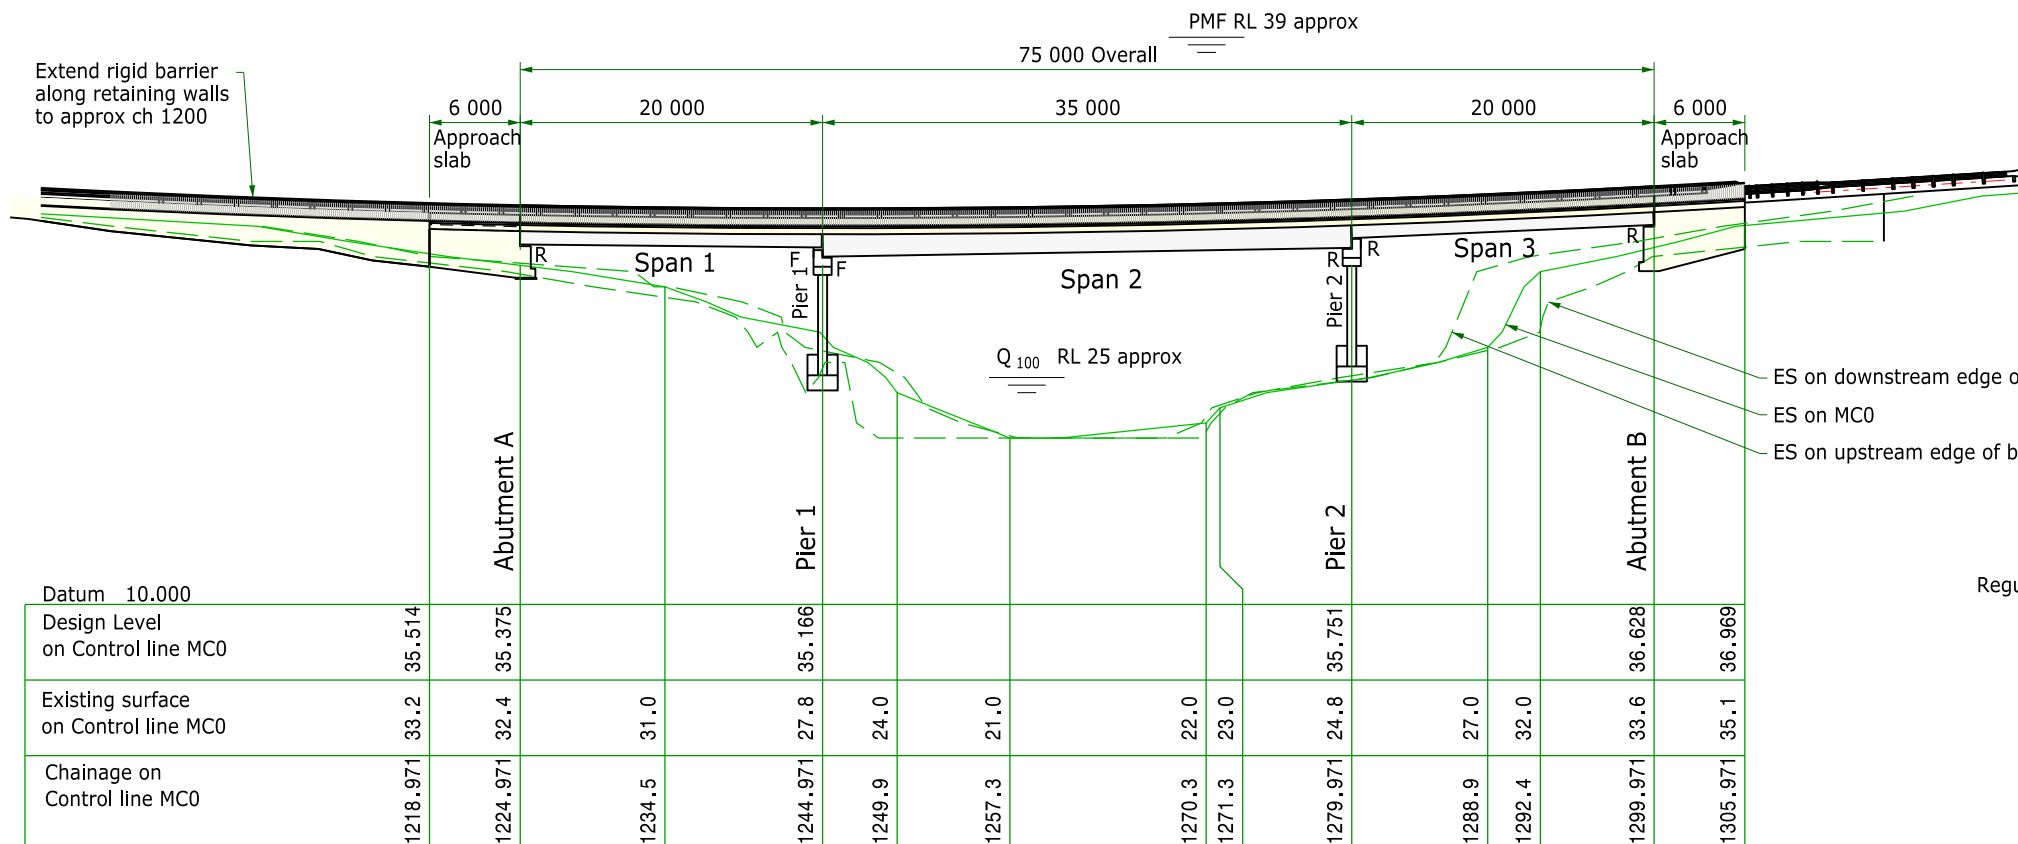 PMF RL 39 approx
75 000 Overall
Extend rigid barrier
along retaining walls
to approx ch 1200
6 000
20 000
35 000
20 000
6 000
Approach
slab
Approach
slab
R
Span 1
F
F
Pier 1
Span 2
R
R
Pier 2
Span 3
R
Q 100 RL 25 approx
ES on downstream edge o
ES on MC0
ES on upstream edge of b
Abutment A
Pier 1
Pier 2
Abutment B
Regu
Datum 10.000
Design Level
on Control line MC0
35.514
35.375
35.166
35.751
36.628
36.969
Existing surface
on Control line MC0
33.2
32.4
31.0
27.8
24.0
21.0
22.0
23.0
24.8
27.0
32.0
33.6
35.1
Chainage on
Control line MC0
1218.971
1224.971
1234.5
1244.971
1249.9
1257.3
1270.3
1271.3
1279.971
1288.9
1292.4
1299.971
1305.971